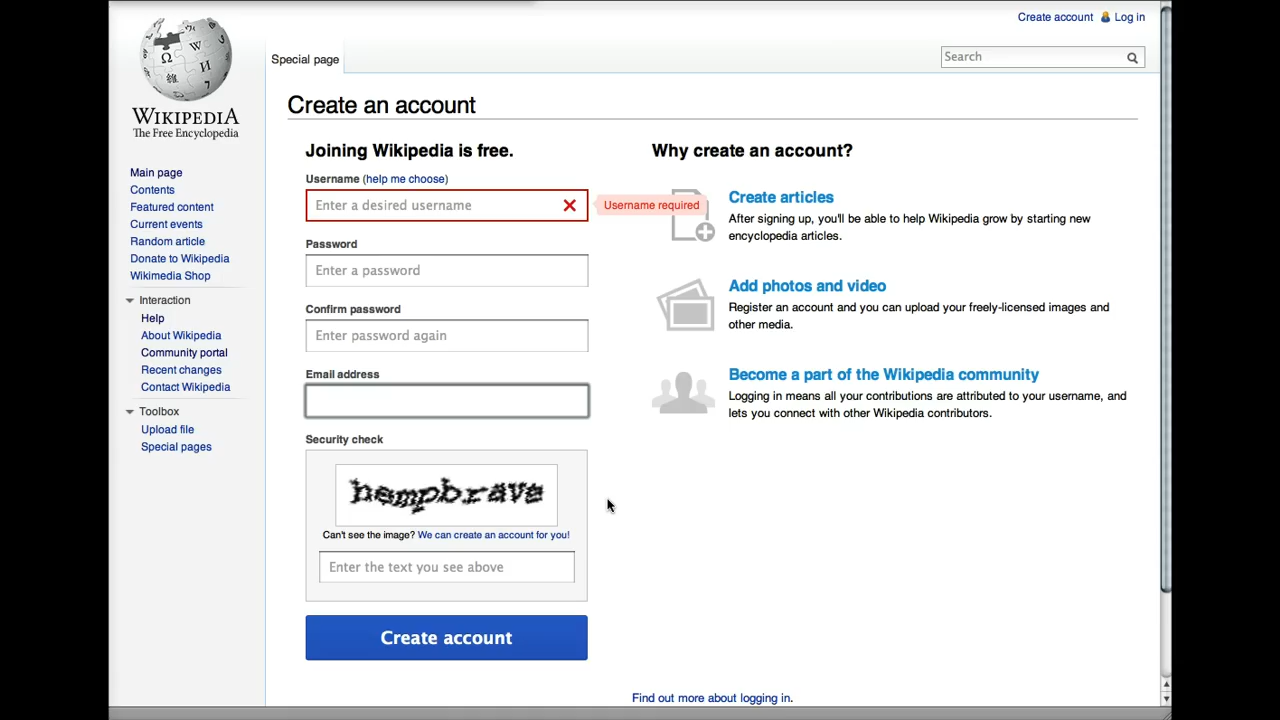 Create account
Log in
WIKIPEDIA
The Free Encyclopedia
Special page
Search
Main page
Contents
Featured content
Current events
Random article
Donate to Wikipedia
Wikimedia Shop
Interaction
Help
About Wikipedia
Community portal
Recent changes
Contact Wikipedia
Toolbox
Upload file
Special pages
Create an account
Joining Wikipedia is free.
Username (help me choose)
Enter a desired username
Username required
Password
Enter a password
Confirm password
Enter password again
Email address
Security check
hempbrave
Can't see the image? We can create an account for you!
Enter the text you see above
Create account
Why create an account?
Create articles
After signing up, you'll be able to help Wikipedia grow by starting new
encyclopedia articles.
Add photos and video
Register an account and you can upload your freely-licensed images and
other media.
Become a part of the Wikipedia community
Logging in means all your contributions are attributed to your username, and
lets you connect with other Wikipedia contributors.
Find out more about logging in.